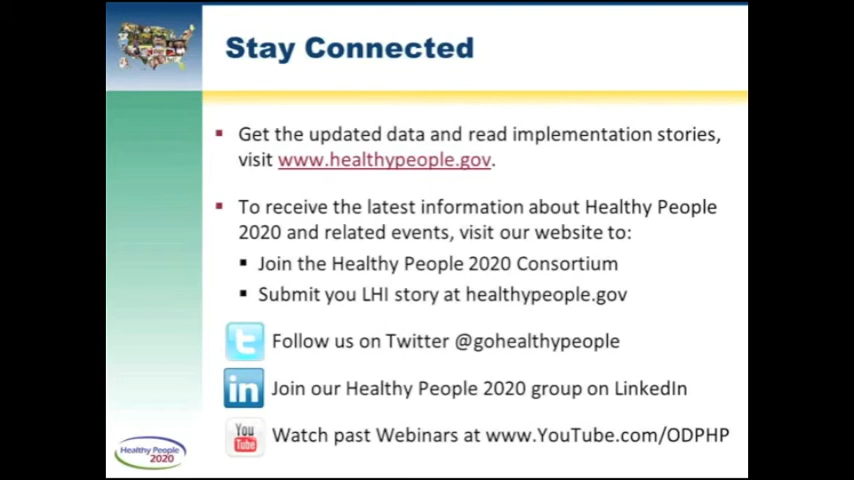 Stay Connected
Get the updated data and read implementation stories,
visit www.healthypeople.gov.
To receive the latest information about Healthy People
2020 and related events, visit our website to:
Join the Healthy People 2020 Consortium
Submit you LHI story at healthypeople.gov
Follow us on Twitter @gohealthypeople
in Join our Healthy People 2020 group on LinkedIn
You
Tube
Watch past Webinars at www.YouTube.com/ODPHP
Healthy People
2020